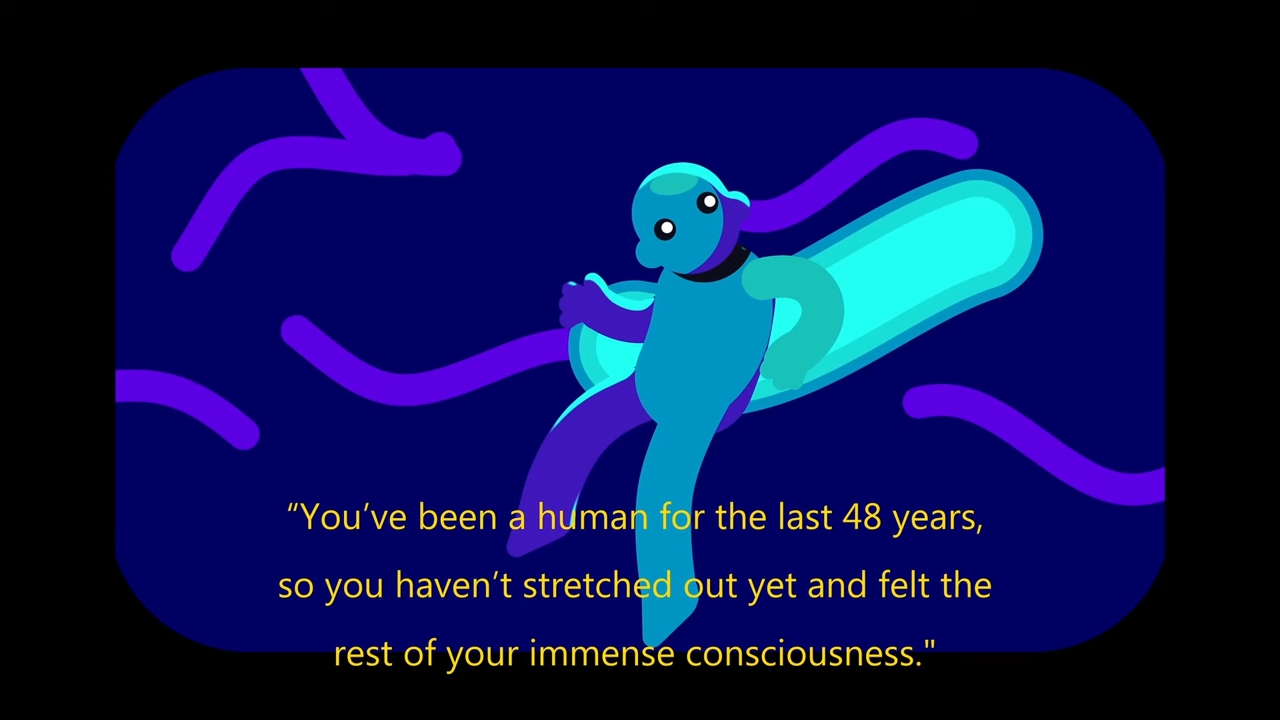 “You’ve been a human for the last 48 years,
so you haven’t stretched out yet and felt the
rest of your immense consciousness."